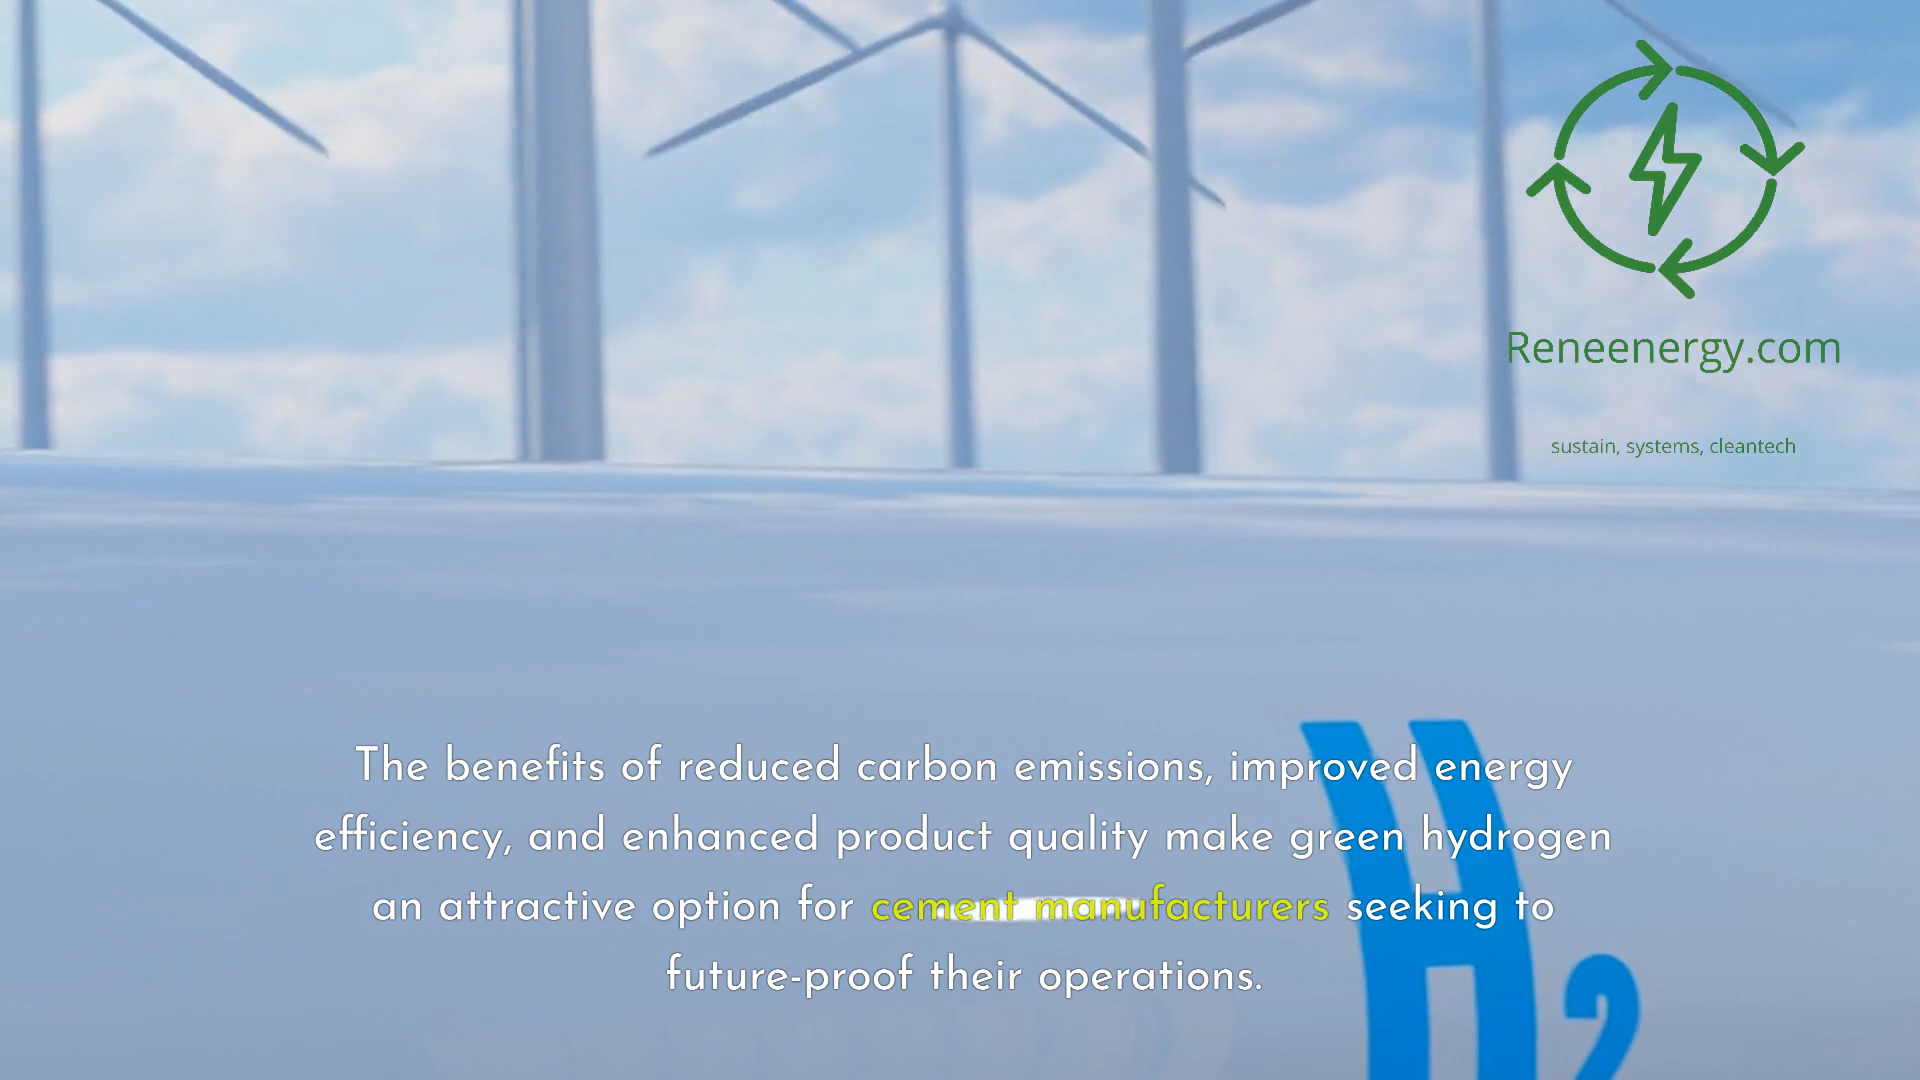 Reneenergy.com
sustain, systems, cleantech
The benefits of reduced carbon emissions, improved energy
efficiency, and enhanced product quality make green hydrogen
an attractive option for cement manufacturers seeking to
future-proof their operations.
H2